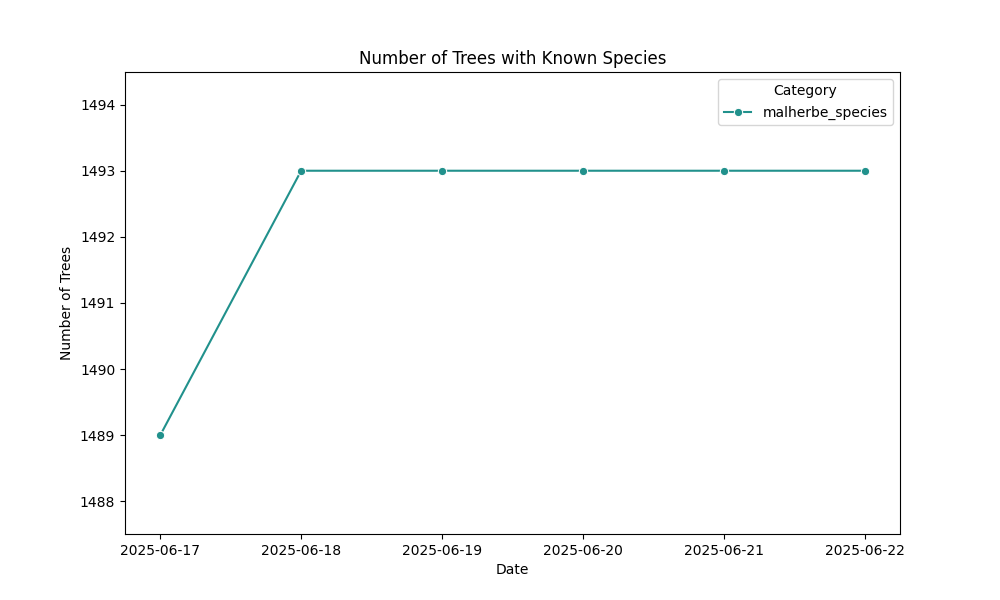 Number of Trees with Known Species
Category
malherbe_species
1494
1493
1492
1491
1490
1489
1488
Number of Trees
2025-06-17
2025-06-18
2025-06-19
2025-06-20
2025-06-21
2025-06-22
Date